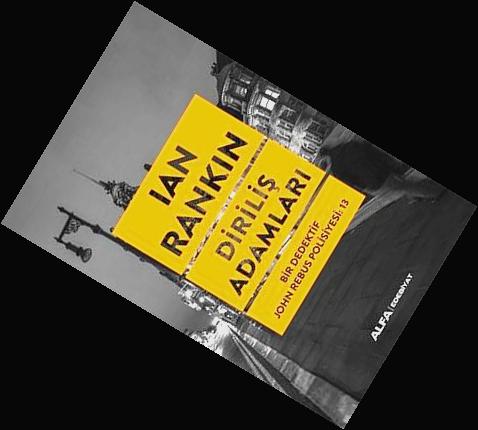 IAN
RANKIN
DİRİLİŞ
ADAMLARI
BİR DEDEKTİF
JOHN REBUS POLİSİYESİ: 13
ALFA | EDEBİYAT